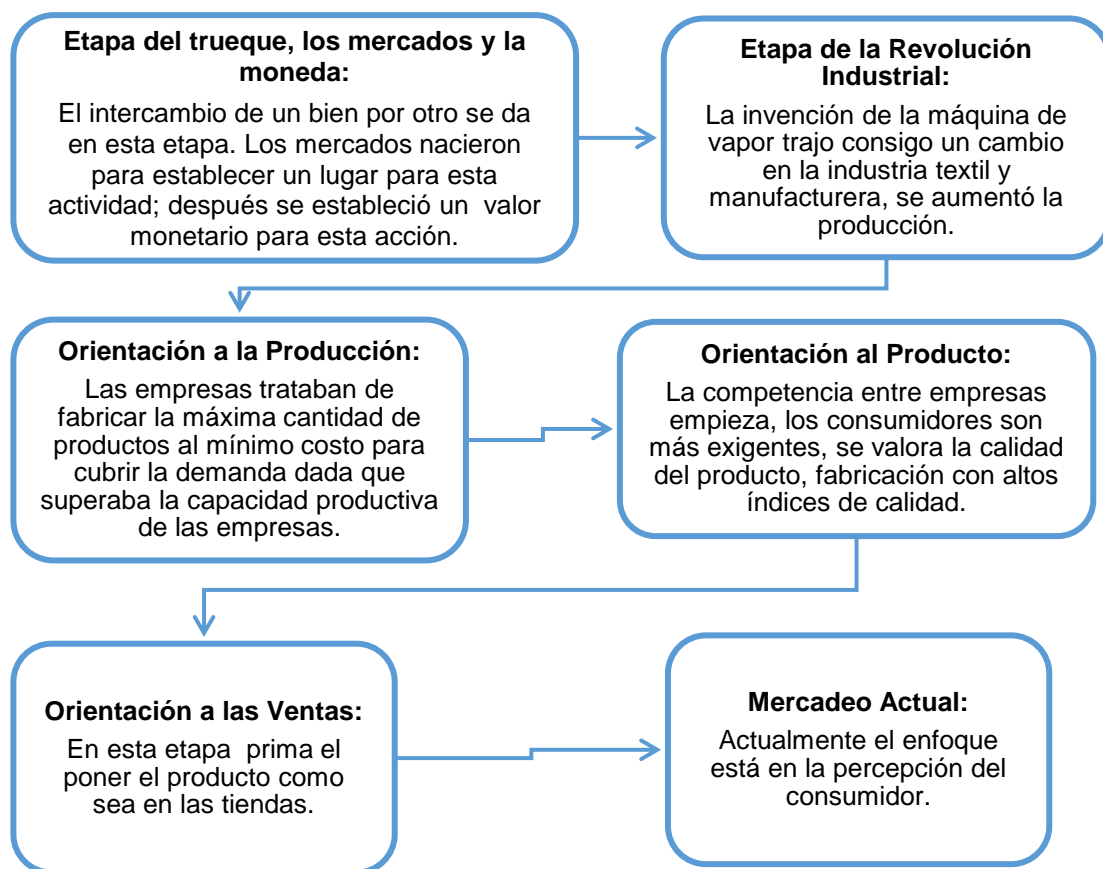 Etapa del trueque, los mercados y la
moneda:
El intercambio de un bien por otro se da
en esta etapa. Los mercados nacieron
para establecer un lugar para esta
actividad; después se estableció un  valor
monetario para esta acción.
Etapa de la Revolución
Industrial:
La invención de la máquina de
vapor trajo consigo un cambio
en la industria textil y
manufacturera, se aumentó la
producción.
Orientación a la Producción:
Las empresas trataban de
fabricar la máxima cantidad de
productos al mínimo costo para
cubrir la demanda dada que
superaba la capacidad productiva
de las empresas.
Orientación al Producto:
La competencia entre empresas
empieza, los consumidores son
más exigentes, se valora la calidad
del producto, fabricación con altos
índices de calidad.
Orientación a las Ventas:
En esta etapa  prima el
poner el producto como
sea en las tiendas.
Mercadeo Actual:
Actualmente el enfoque
está en la percepción del
consumidor.